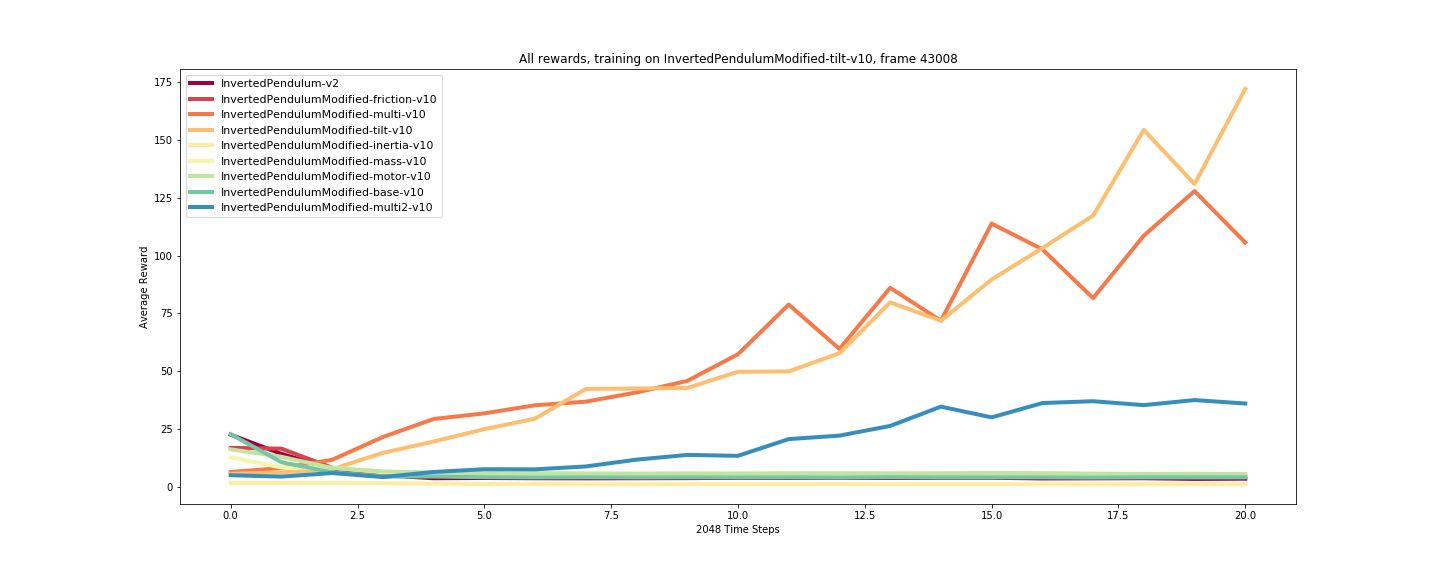 All rewards, training on InvertedPendulumModified-tilt-v10, frame 43008
175
150
125
100
75
50
25
0
Average Reward
InvertedPendulum-v2
InvertedPendulumModified-friction-v10
InvertedPendulumModified-multi-v10
InvertedPendulumModified-tilt-v10
InvertedPendulumModified-inertia-v10
InvertedPendulumModified-mass-v10
InvertedPendulumModified-motor-v10
InvertedPendulumModified-base-v10
InvertedPendulumModified-multi2-v10
0.0 2.5 5.0 7.5 10.0 12.5 15.0 17.5 20.0
2048 Time Steps